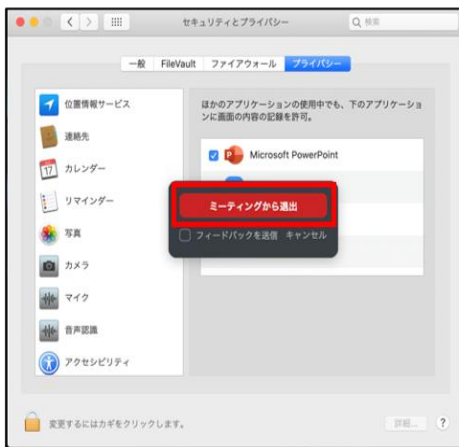 セキュリティとプライバシー
検索
一般 FileVault ファイアウォール プライバシー
位置情報サービス
連絡先
カレンダー
リマインダー
写真
カメラ
マイク
音声認識
アクセシビリティ
ほかのアプリケーションの使用中でも、下のアプリケーショ
ンに画面の内容の記録を許可。
Microsoft PowerPoint
ミーティングから退出
フィードバックを送信 キャンセル
変更するにはカギをクリックします。
詳細... ?